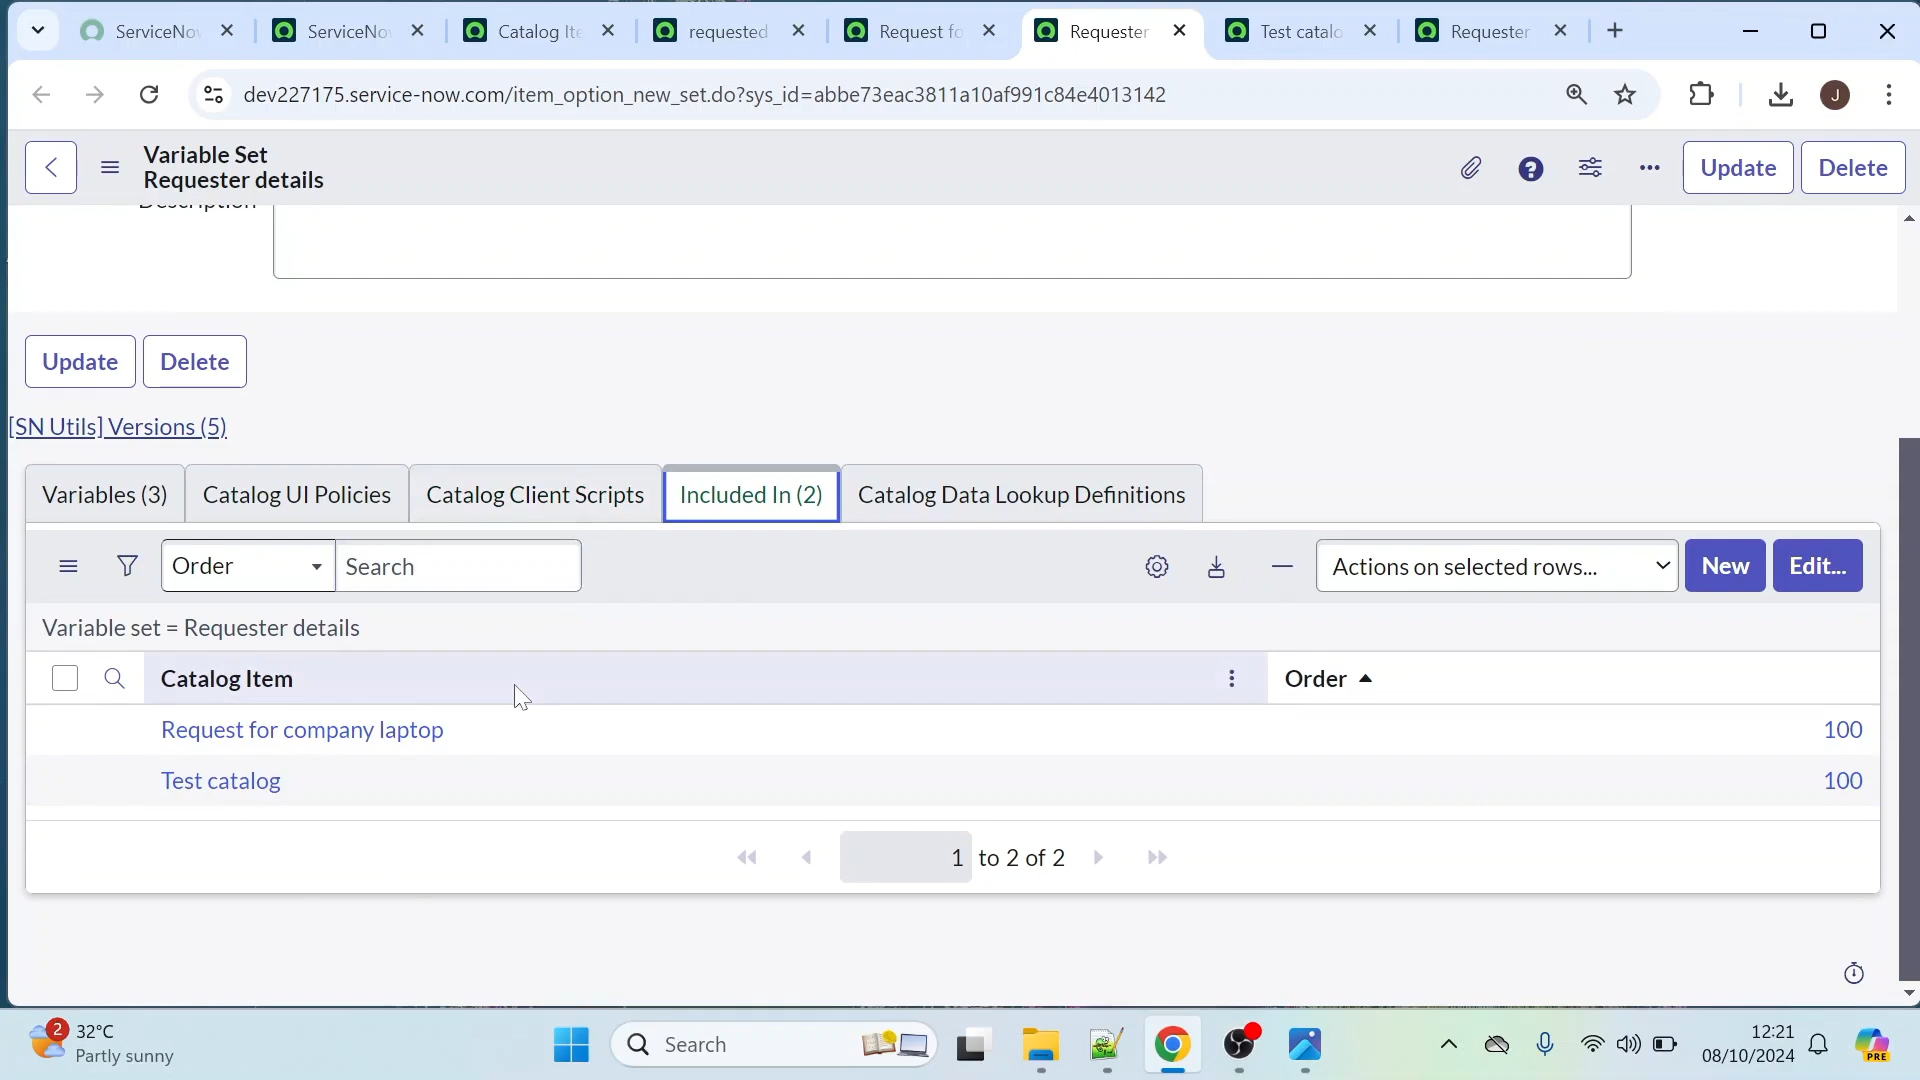 ServiceNo
ServiceNo
Catalog Ite
requested
Request fo
Requester
Test catalo
Requester
dev227175.service-now.com/item_option_new_set.do?sys_id=abbe73eac3811a10af991c84e4013142
J
Variable Set
Requester details
Update
Delete
Description
Update
Delete
[SN Utils] Versions (5)
Variables (3)
Catalog UI Policies
Catalog Client Scripts
Included In (2)
Catalog Data Lookup Definitions
Order
Search
Actions on selected rows...
New
Edit...
Variable set = Requester details
Catalog Item
Order
Request for company laptop
100
Test catalog
100
1 to 2 of 2
2
32°C
Partly sunny
Search
12:21
08/10/2024
PRE